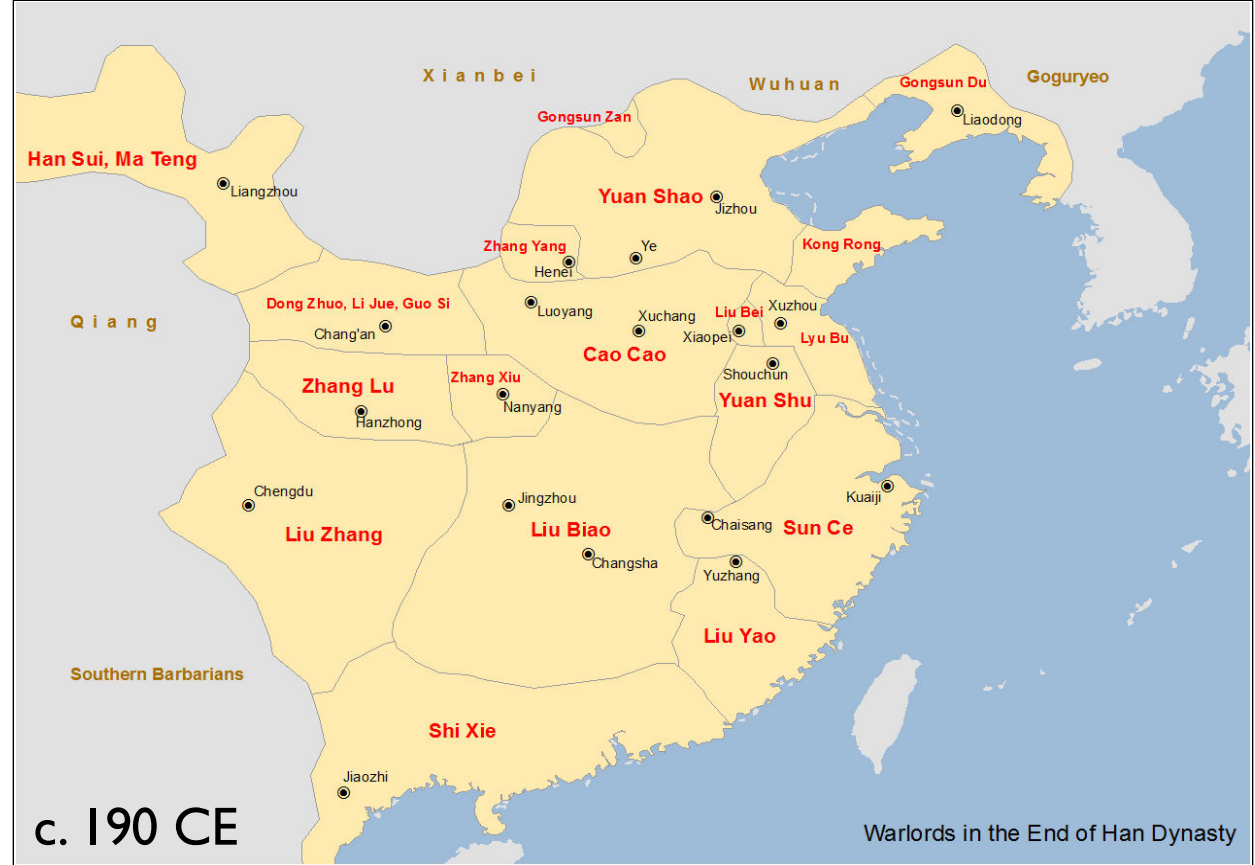 Xianbei
Wuhuan
Goguryeo
Gongsun Du
Liaodong
Gongsun Zan
Han Sui, Ma Teng
Liangzhou
Yuan Shao
Jizhou
Zhang Yang
Henei
Ye
Kong Rong
Qiang
Dong Zhuo, Li Jue, Guo Si
Chang'an
Luoyang
Xuchang
Cao Cao
Liu Bei
Xiaopei
Xuzhou
Lyu Bu
Shouchun
Yuan Shu
Zhang Lu
Hanzhong
Zhang Xiu
Nanyang
Chengdu
Liu Zhang
Jingzhou
Liu Biao
Changsha
Chaisang
Kuaiji
Sun Ce
Yuzhang
Liu Yao
Southern Barbarians
Shi Xie
Jiaozhi
c. 190 CE
Warlords in the End of Han Dynasty